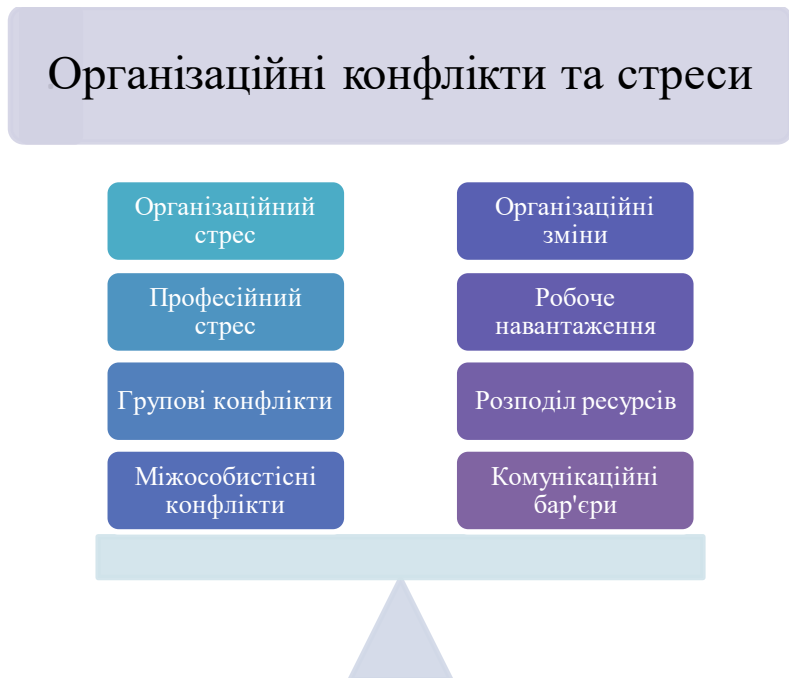 Організаційні конфлікти та стреси
Організаційний
стрес
Професійний
стрес
Групові конфлікти
Міжособистісні
конфлікти
Організаційні
зміни
Робоче
навантаження
Розподіл ресурсів
Комунікаційні
бар'єри